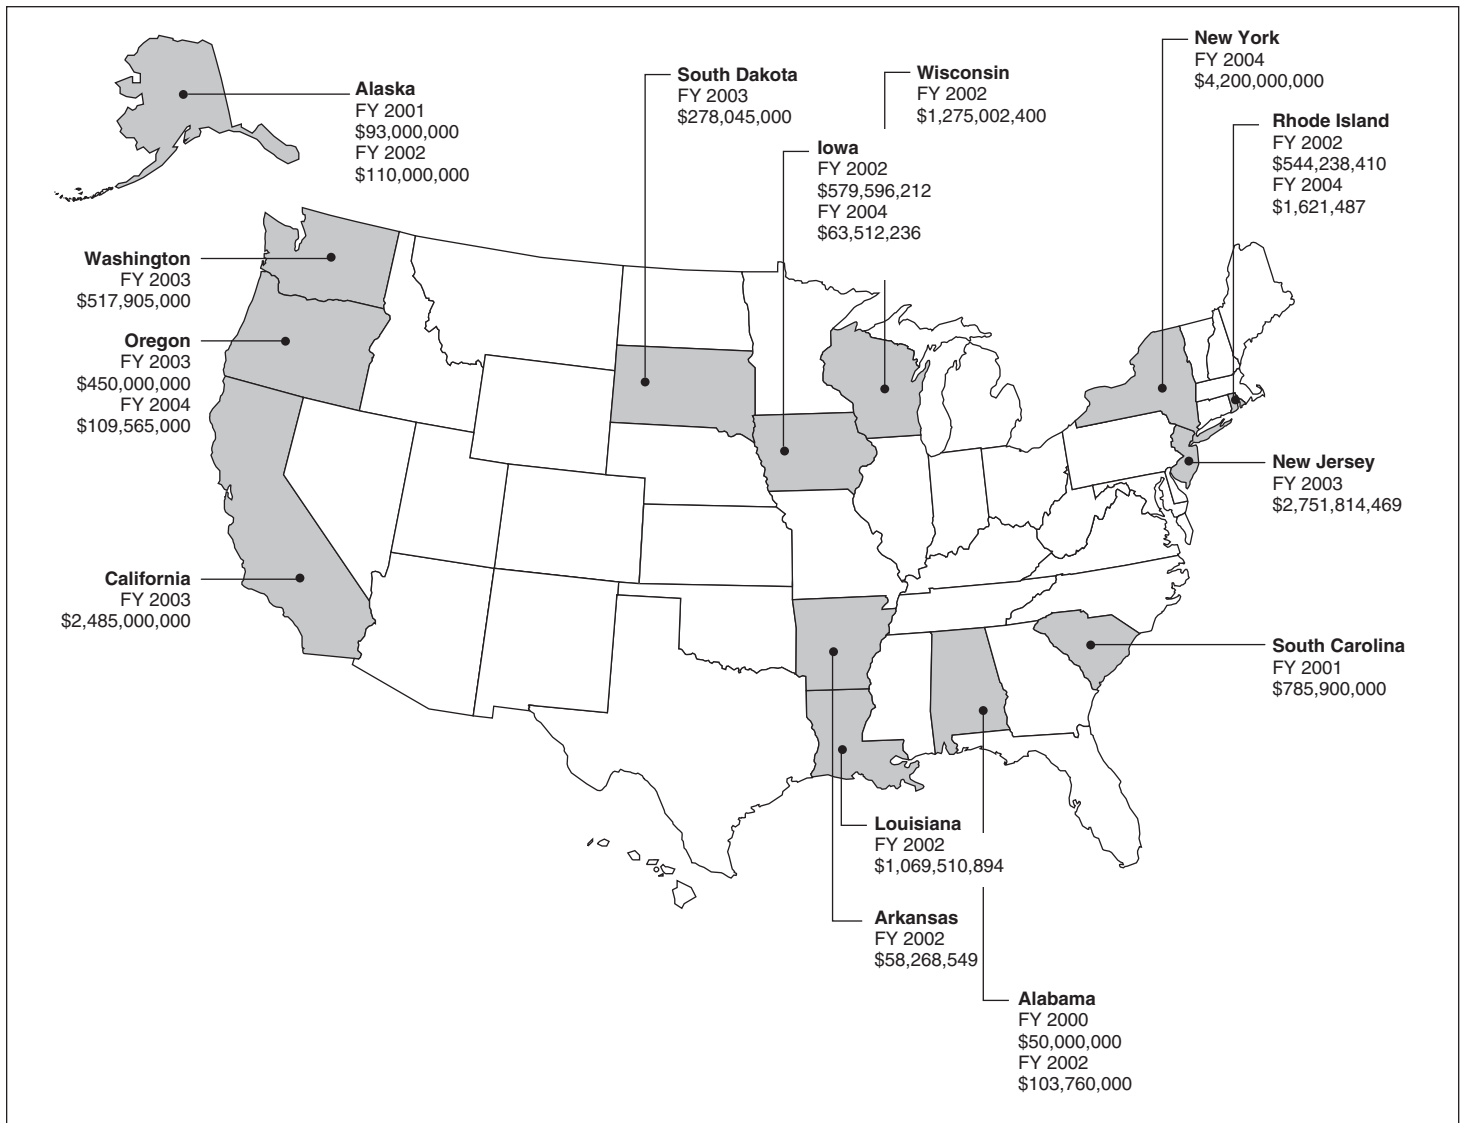 Alaska
FY 2001
$93,000,000
FY 2002
$110,000,000
South Dakota
FY 2003
$278,045,000
Wisconsin
FY 2002
$1,275,002,400
New York
FY 2004
$4,200,000,000
Iowa
FY 2002
$579,596,212
FY 2004
$63,512,236
Rhode Island
FY 2002
$544,238,410
FY 2004
$1,621,487
Washington
FY 2003
$517,905,000
Oregon
FY 2003
$450,000,000
FY 2004
$109,565,000
New Jersey
FY 2003
$2,751,814,469
California
FY 2003
$2,485,000,000
South Carolina
FY 2001
$785,900,000
Louisiana
FY 2002
$1,069,510,894
Arkansas
FY 2002
$58,268,549
Alabama
FY 2000
$50,000,000
FY 2002
$103,760,000